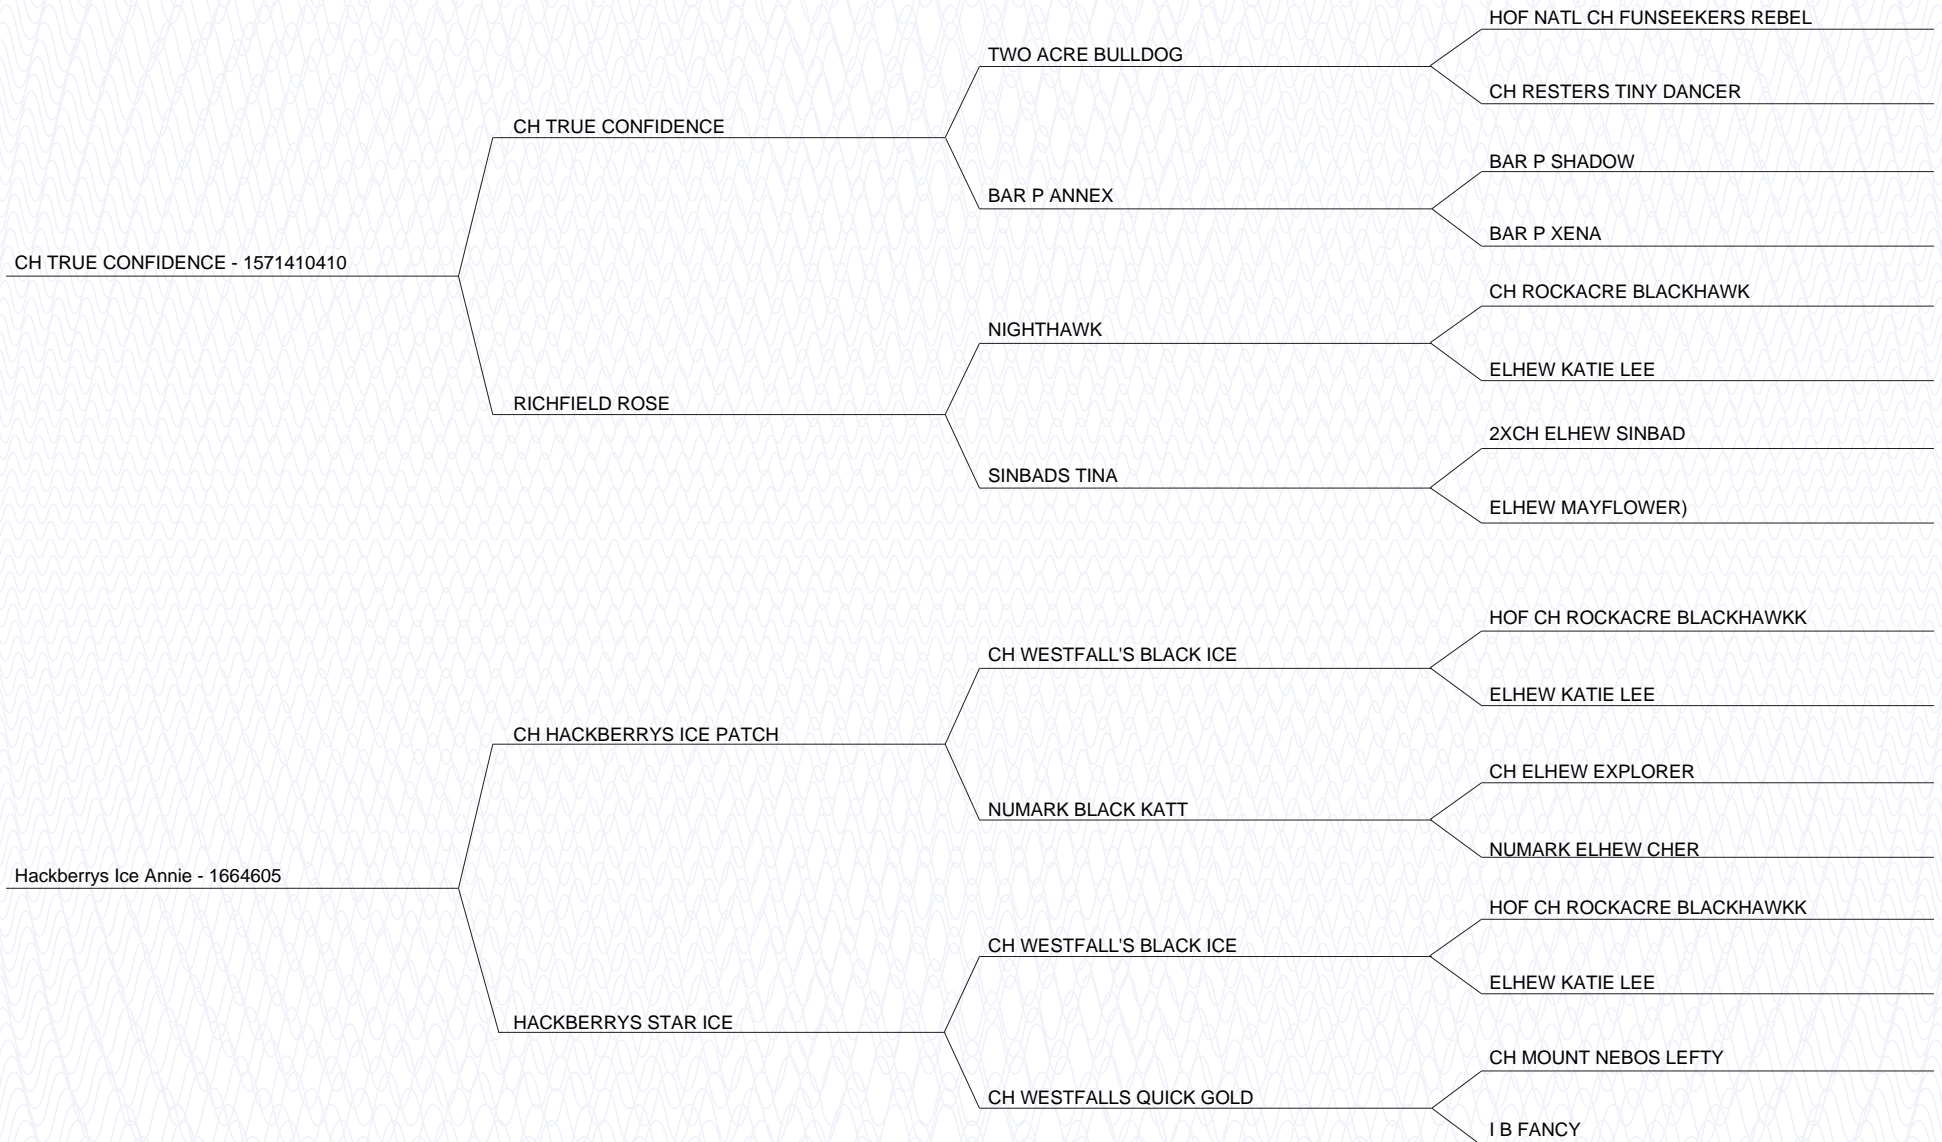 HOF NATL CH FUNSEEKERS REBEL
TWO ACRE BULLDOG
CH RESTERS TINY DANCER
CH TRUE CONFIDENCE
BAR P SHADOW
BAR P ANNEX
BAR P XENA
CH TRUE CONFIDENCE - 1571410410
CH ROCKACRE BLACKHAWK
NIGHTHAWK
ELHEW KATIE LEE
RICHFIELD ROSE
2XCH ELHEW SINBAD
SINBADS TINA
ELHEW MAYFLOWER)
HOF CH ROCKACRE BLACKHAWKK
CH WESTFALL'S BLACK ICE
ELHEW KATIE LEE
CH HACKBERRYS ICE PATCH
CH ELHEW EXPLORER
NUMARK BLACK KATT
NUMARK ELHEW CHER
Hackberrys Ice Annie - 1664605
HOF CH ROCKACRE BLACKHAWKK
CH WESTFALL'S BLACK ICE
ELHEW KATIE LEE
HACKBERRYS STAR ICE
CH MOUNT NEBOS LEFTY
CH WESTFALLS QUICK GOLD
I B FANCY